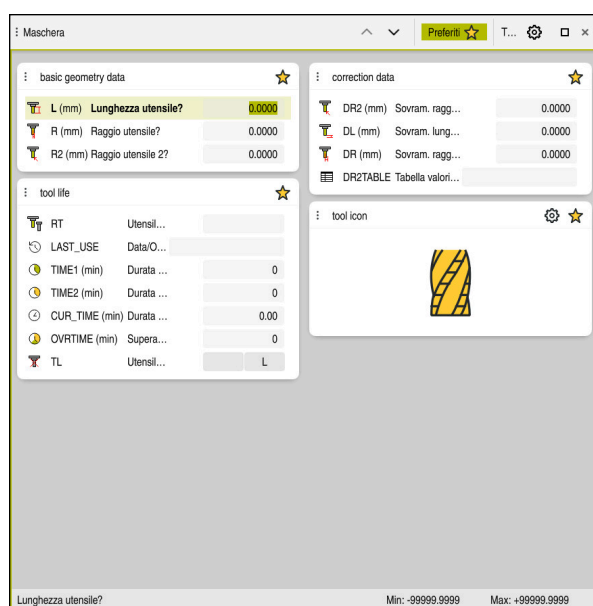 Maschera
Preferiti
T...
basic geometry data
L (mm) Lunghezza utensile? 0.0000
R (mm) Raggio utensile? 0.0000
R2 (mm) Raggio utensile 2? 0.0000
tool life
RT Utensil...
LAST_USE Data/O...
TIME1 (min) Durata ... 0
TIME2 (min) Durata ... 0
CUR_TIME (min) Durata ... 0.00
OVRTIME (min) Supera... 0
TL Utensil... L
correction data
DR2 (mm) Sovram. ragg... 0.0000
DL (mm) Sovram. lung... 0.0000
DR (mm) Sovram. ragg... 0.0000
DR2TABLE Tabella valori...
tool icon
Lunghezza utensile? Min: -99999.9999 Max: +99999.9999